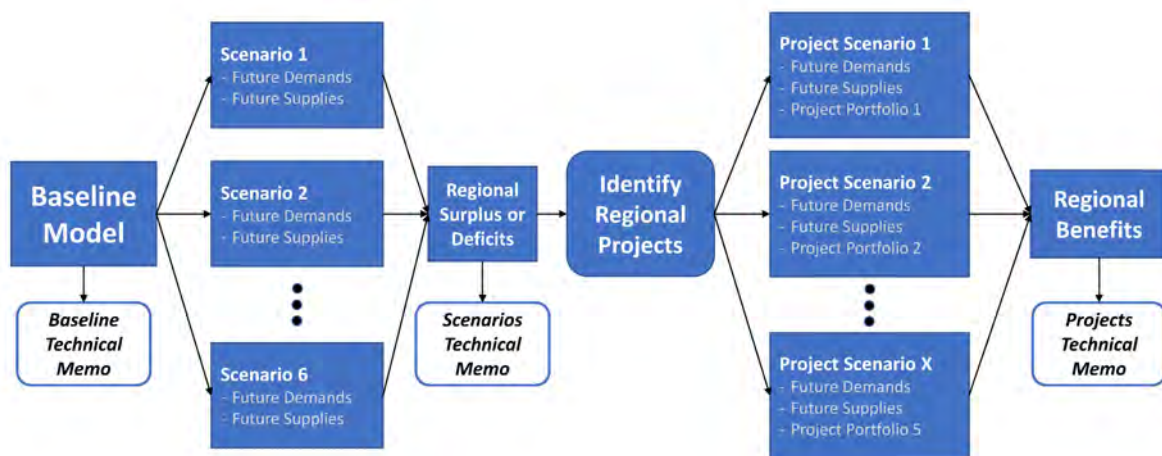 Baseline
Model
Baseline
Technical
Memo
Scenario 1
- Future Demands
- Future Supplies
Scenario 2
- Future Demands
- Future Supplies
Scenario 6
- Future Demands
- Future Supplies
Regional
Surplus or
Deficits
Scenarios
Technical
Memo
Identify
Regional
Projects
Project Scenario 1
- Future Demands
- Future Supplies
- Project Portfolio 1
Project Scenario 2
- Future Demands
- Future Supplies
- Project Portfolio 2
Project Scenario X
- Future Demands
- Future Supplies
- Project Portfolio 5
Regional
Benefits
Projects
Technical
Memo